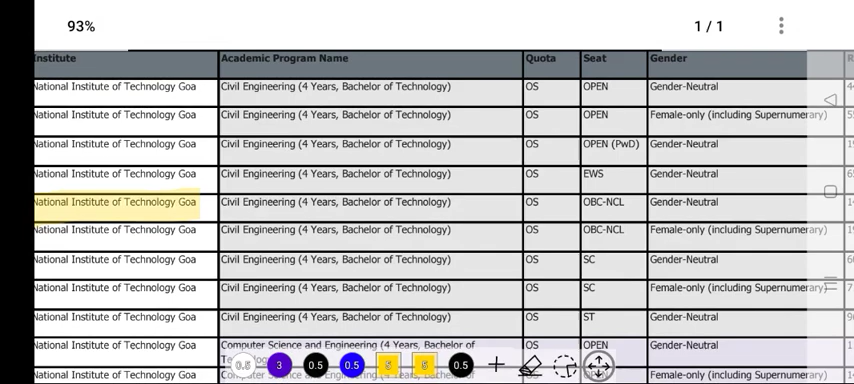 93%
1 / 1
Institute Academic Program Name Quota Seat Gender
National Institute of Technology Goa Civil Engineering (4 Years, Bachelor of Technology) OS OPEN Gender-Neutral
National Institute of Technology Goa Civil Engineering (4 Years, Bachelor of Technology) OS OPEN Female-only (including Supernumerary)
National Institute of Technology Goa Civil Engineering (4 Years, Bachelor of Technology) OS OPEN (PwD) Gender-Neutral
National Institute of Technology Goa Civil Engineering (4 Years, Bachelor of Technology) OS EWS Gender-Neutral
National Institute of Technology Goa Civil Engineering (4 Years, Bachelor of Technology) OS OBC-NCL Gender-Neutral
National Institute of Technology Goa Civil Engineering (4 Years, Bachelor of Technology) OS OBC-NCL Female-only (including Supernumerary)
National Institute of Technology Goa Civil Engineering (4 Years, Bachelor of Technology) OS SC Gender-Neutral
National Institute of Technology Goa Civil Engineering (4 Years, Bachelor of Technology) OS SC Female-only (including Supernumerary)
National Institute of Technology Goa Civil Engineering (4 Years, Bachelor of Technology) OS ST Gender-Neutral
National Institute of Technology Goa Computer Science and Engineering (4 Years, Bachelor of OS OPEN Gender-Neutral
National Institute of Technology Goa Computer Science and Engineering (4 Years, Bachelor of OS Female-only (including Supernumerary)
0.5 3 0.5 0.5 5 5 0.5